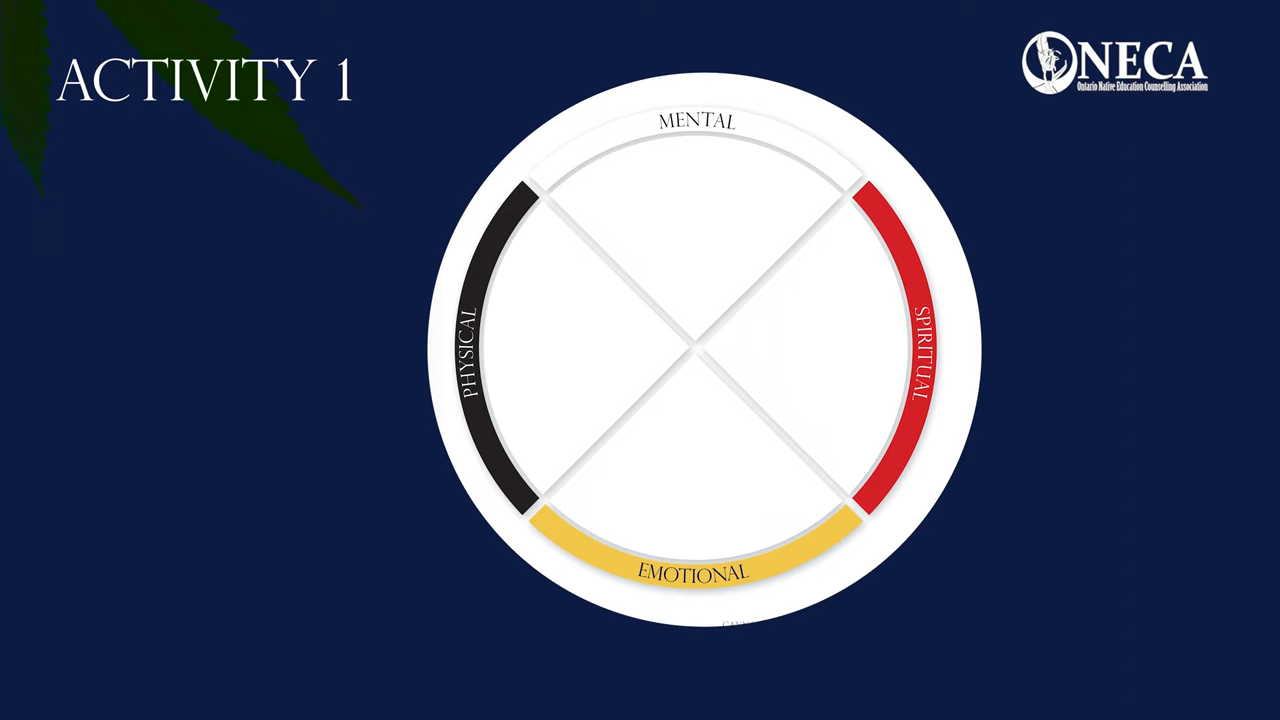 ACTIVITY 1
ONECA
Ontario Native Education Counselling Association
MENTAL
PHYSICAL
SPIRITUAL
EMOTIONAL